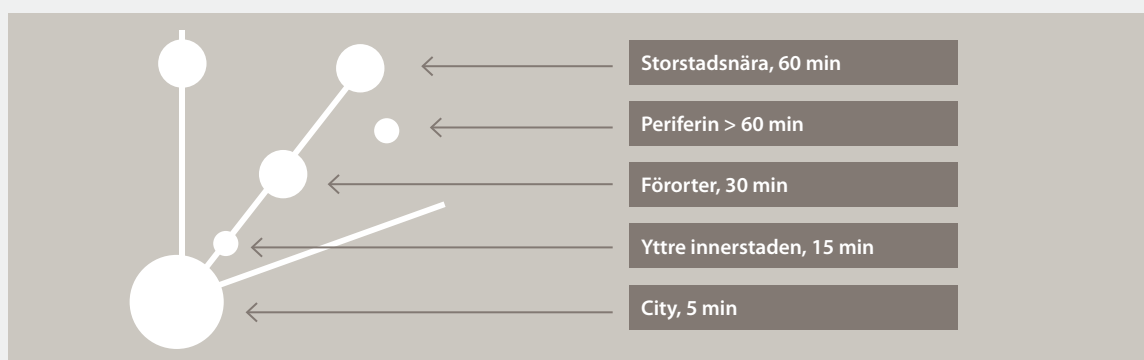 Storstadsnära, 60 min
Periferin > 60 min
Förorter, 30 min
Yttre innerstaden, 15 min
City, 5 min